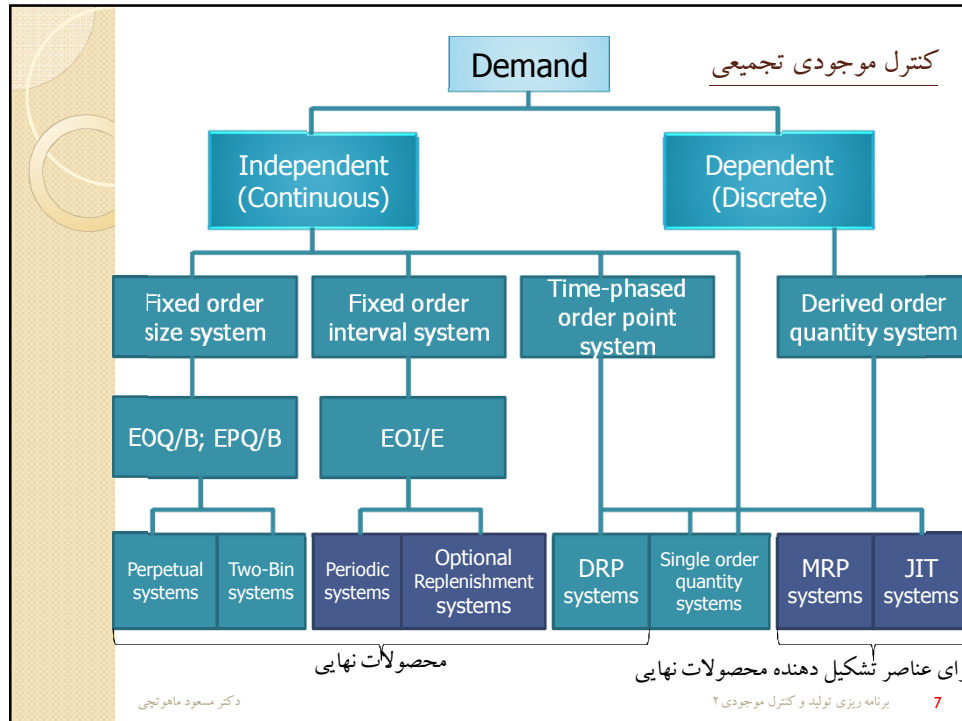 کنترل موجودی تجمیعی
Demand
Independent
(Continuous)
Dependent
(Discrete)
Fixed order
size system
Fixed order
interval system
Time-phased
order point
system
Derived order
quantity system
EOQ/B; EPQ/B
EOI/E
Perpetual
systems
Two-Bin
systems
Periodic
systems
Optional
Replenishment
systems
DRP
systems
Single order
quantity
systems
MRP
systems
JIT
systems
محصولات نهایی
رای عناصر تشکیل دهنده محصولات نهایی
دکتر مسعود ماهوتچی
برنامه ریزی تولید و کنترل موجودی ۲
7